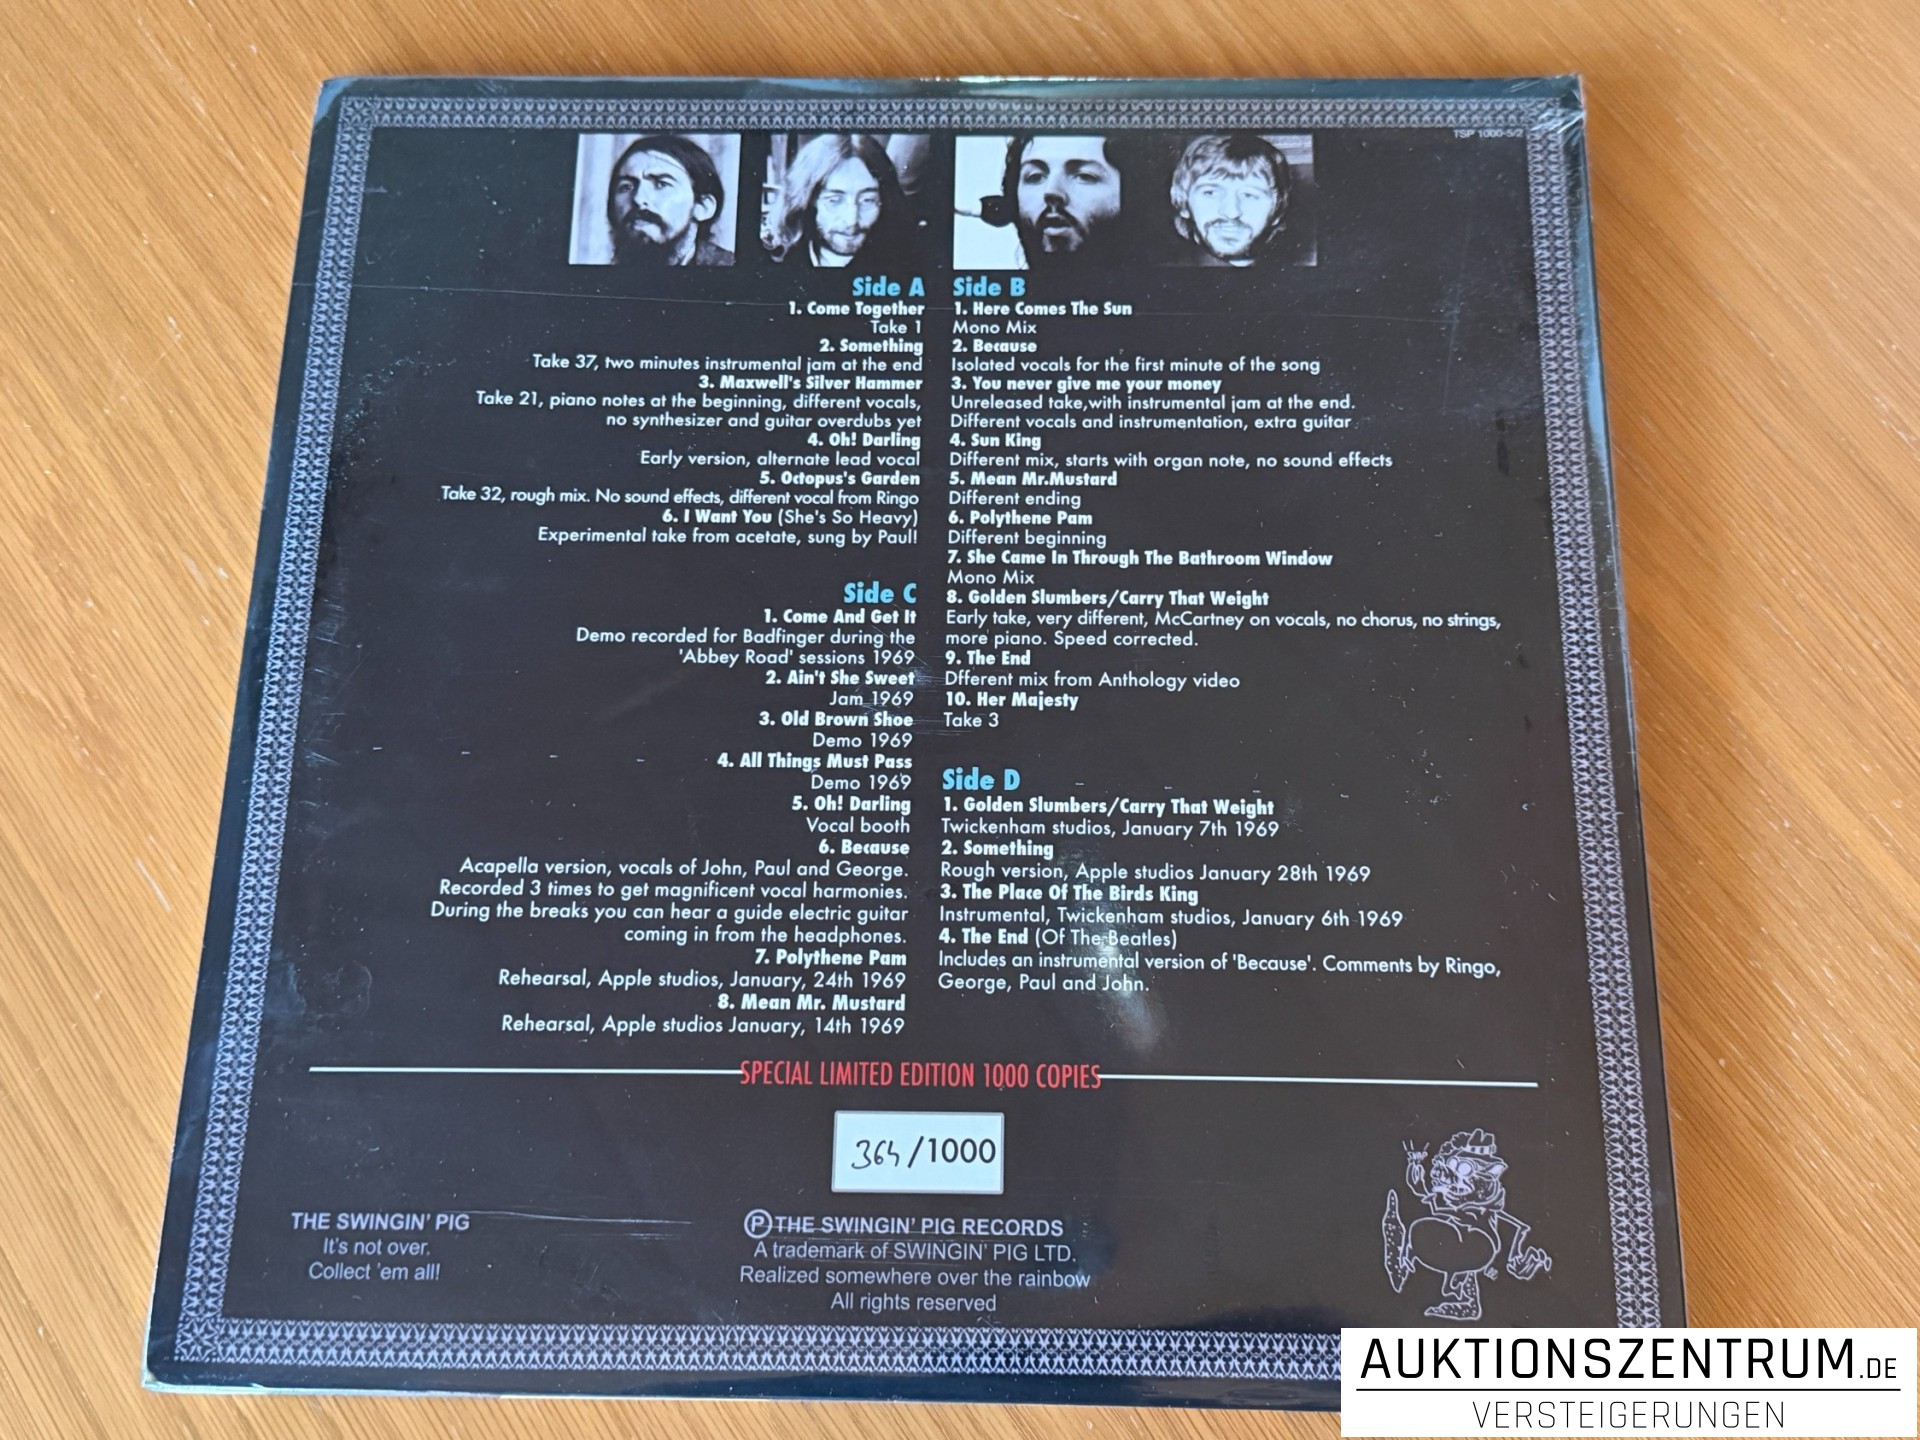 TSP 1000-5/2
Side A
1. Come Together
Take 1
2. Something
Take 37, two minutes instrumental jam at the end
3. Maxwell's Silver Hammer
Take 21, piano notes at the beginning, different vocals,
no synthesizer and guitar overdubs yet
4. Oh! Darling
Early version, alternate lead vocal
5. Octopus's Garden
Take 32, rough mix. No sound effects, different vocal from Ringo
6. I Want You (She's So Heavy)
Experimental take from acetate, sung by Paul!
Side B
1. Here Comes The Sun
Mono Mix
2. Because
Isolated vocals for the first minute of the song
3. You never give me your money
Unreleased take,with instrumental jam at the end.
Different vocals and instrumentation, extra guitar
4. Sun King
Different mix, starts with organ note, no sound effects
5. Mean Mr.Mustard
Different ending
6. Polythene Pam
Different beginning
7. She Came In Through The Bathroom Window
Mono Mix
8. Golden Slumbers/Carry That Weight
Early take, very different, McCartney on vocals, no chorus, no strings,
more piano. Speed corrected.
9. The End
Dfferent mix from Anthology video
10. Her Majesty
Take 3
Side C
1. Come And Get It
Demo recorded for Badfinger during the
'Abbey Road' sessions 1969
2. Ain't She Sweet
Jam 1969
3. Old Brown Shoe
Demo 1969
4. All Things Must Pass
Demo 1969
5. Oh! Darling
Vocal booth
6. Because
Acapella version, vocals of John, Paul and George.
Recorded 3 times to get magnificent vocal harmonies.
During the breaks you can hear a guide electric guitar
coming in from the headphones.
7. Polythene Pam
Rehearsal, Apple studios, January, 24th 1969
8. Mean Mr. Mustard
Rehearsal, Apple studios January, 14th 1969
Side D
1. Golden Slumbers/Carry That Weight
Twickenham studios, January 7th 1969
2. Something
Rough version, Apple studios January 28th 1969
3. The Place Of The Birds King
Instrumental, Twickenham studios, January 6th 1969
4. The End (Of The Beatles)
Includes an instrumental version of 'Because'. Comments by Ringo,
George, Paul and John.
SPECIAL LIMITED EDITION 1000 COPIES
364/1000
THE SWINGIN' PIG
It's not over.
Collect 'em all!
Ⓟ THE SWINGIN' PIG RECORDS
A trademark of SWINGIN' PIG LTD.
Realized somewhere over the rainbow
All rights reserved
SNAP
AUKTIONSZENTRUM.DE
VERSTEIGERUNGEN